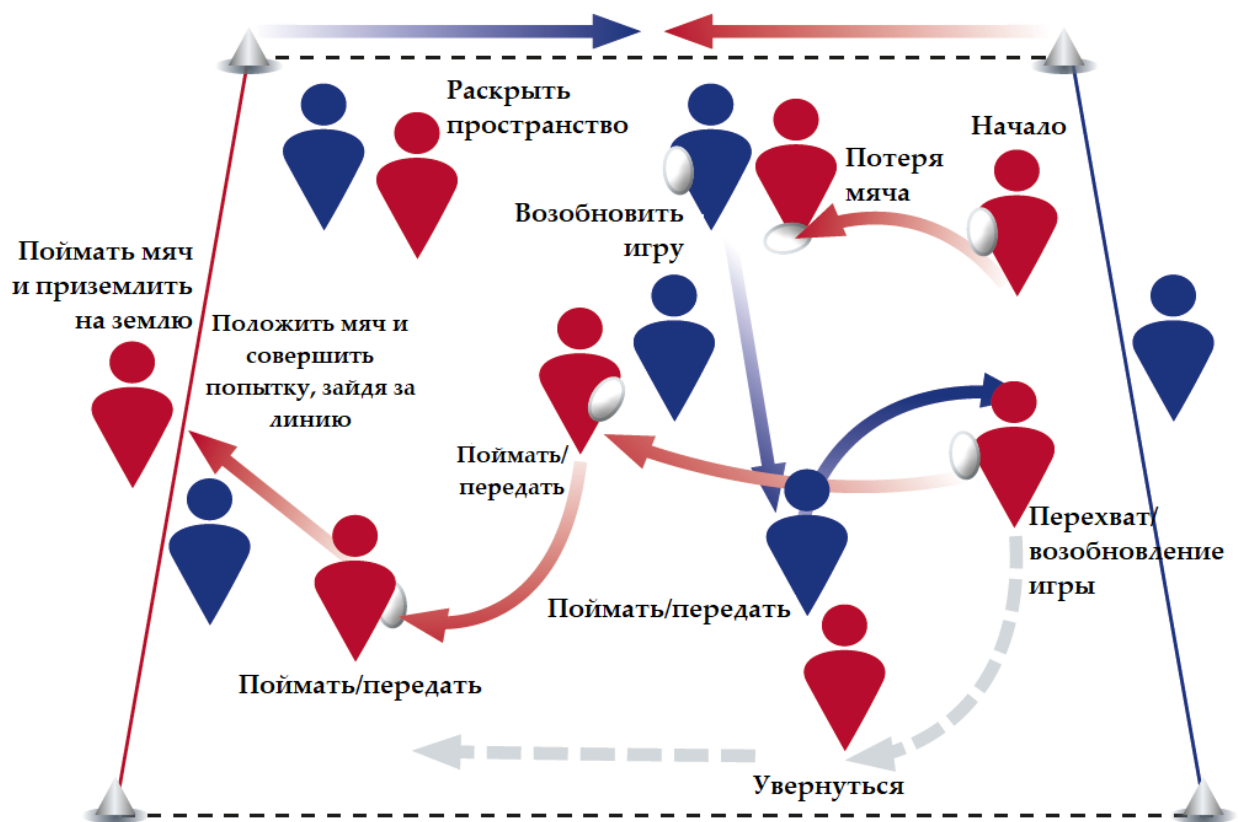 Раскрыть
пространство
Начало
Потеря
мяча
Возобновить
игру
Поймать мяч
и приземлить
на землю
Положить мяч и
совершить
попытку, зайдя за
линию
Поймать/
передать
Перехват/
возобновление
игры
Поймать/передать
Поймать/передать
Увернуться